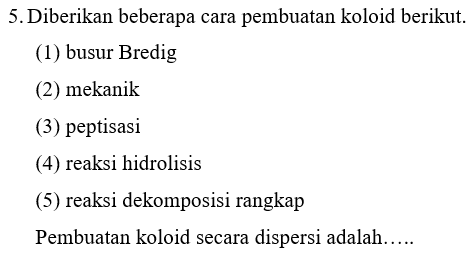 5. Diberikan beberapa cara pembuatan koloid berikut.
(1) busur Bredig
(2) mekanik
(3) peptisasi
(4) reaksi hidrolisis
(5) reaksi dekomposisi rangkap
Pembuatan koloid secara dispersi adalah…..